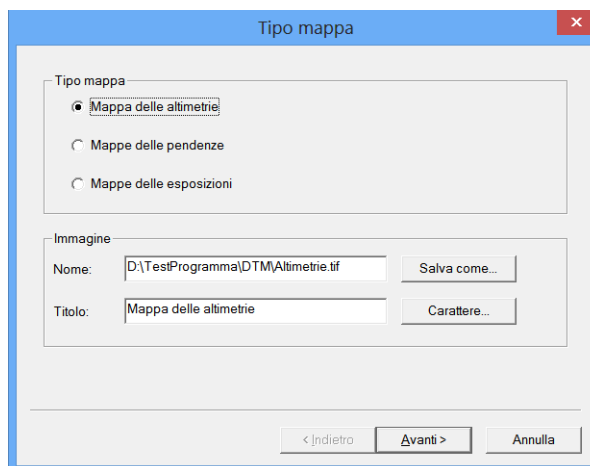 Tipo mappa
Tipo mappa
Mappa delle altimetrie
Mappe delle pendenze
Mappe delle esposizioni
Immagine
Nome: D:\TestProgramma\DTM\Altimetrie.tif Salva come...
Titolo: Mappa delle altimetrie Carattere...
< Indietro Avanti > Annulla